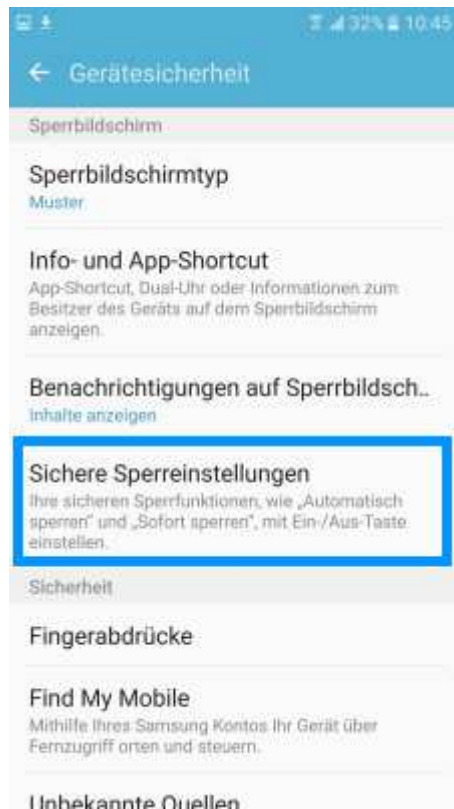 32% 10:45
Gerätesicherheit
Sperrbildschirm
Sperrbildschirmtyp
Muster
Info- und App-Shortcut
App-Shortcut, Dual-Uhr oder Informationen zum
Besitzer des Geräts auf dem Sperrbildschirm
anzeigen.
Benachrichtigungen auf Sperrbildsch..
Inhalte anzeigen
Sichere Sperreinstellungen
Ihre sicheren Sperrfunktionen, wie „Automatisch
sperren" und „Sofort sperren", mit Ein-/Aus-Taste
einstellen.
Sicherheit
Fingerabdrücke
Find My Mobile
Mithilfe Ihres Samsung Kontos Ihr Gerät über
Fernzugriff orten und steuern.
Unbekannte Quellen